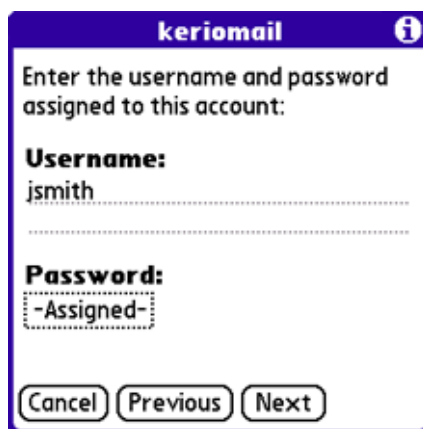 keriomail
Enter the username and password
assigned to this account:
Username:
jsmith
Password:
-Assigned-
Cancel Previous Next